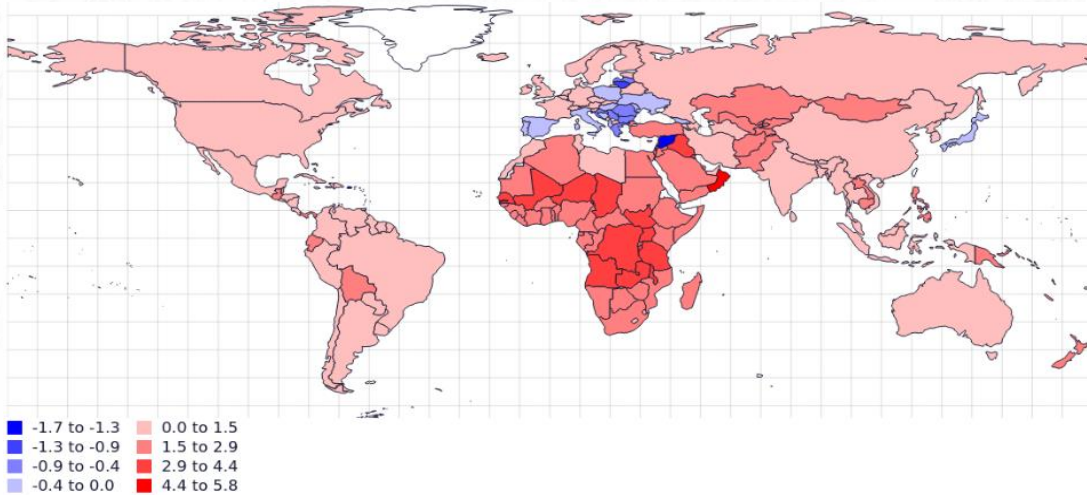 -1.7 to -1.3
-1.3 to -0.9
-0.9 to -0.4
-0.4 to 0.0
0.0 to 1.5
1.5 to 2.9
2.9 to 4.4
4.4 to 5.8